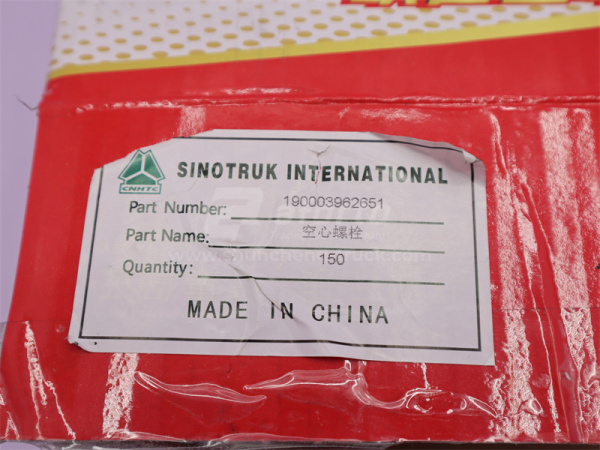 CNHTC
SINOTRUK INTERNATIONAL
Part Number: 190003962651
Part Name: 空心螺栓
Quantity: 150
MADE IN CHINA